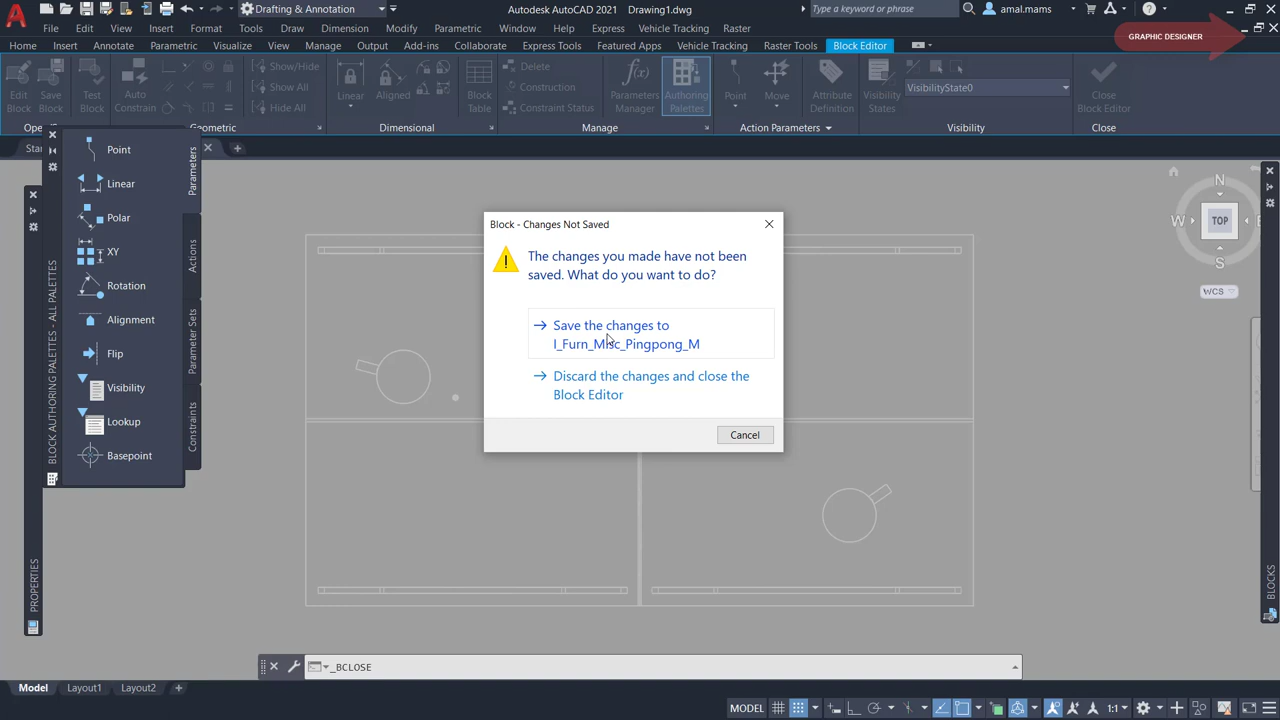 Drafting & Annotation
Autodesk AutoCAD 2021 Drawing1.dwg
Type a keyword or phrase
amal.mams
File Edit View Insert Format Tools Draw Dimension Modify Parametric Window Help Express Vehicle Tracking
GRAPHIC DESIGNER
Home Insert Annotate Parametric Visualize View Manage Output Add-ins Collaborate Express Tools Featured Apps Vehicle Tracking Raster Tools Block Editor
Edit
Block
Save
Block
Test
Block
Auto
Constrain
Show/Hide
Show All
Hide All
Linear
Aligned
Block
Table
Delete
Construction
Constraint Status
Parameters
Manager
Authoring
Palettes
Point
Move
Attribute
Definition
Visibility
States
VisibilityState0
Close
Block Editor
Geometric
Dimensional
Manage
Action Parameters
Visibility
Close
Point
Linear
Polar
XY
Rotation
Alignment
Flip
Visibility
Lookup
Basepoint
Parameters
Actions
Parameter Sets
Constraints
BLOCK AUTHORING PALETTES - ALL PALETTES
PROPERTIES
Block - Changes Not Saved
The changes you made have not been
saved. What do you want to do?
Save the changes to
I_Furn_Misc_Pingpong_M
Discard the changes and close the
Block Editor
Cancel
N
W
TOP
S
WCS
BLOCKS
_BCLOSE
Model Layout1 Layout2
MODEL
1:1